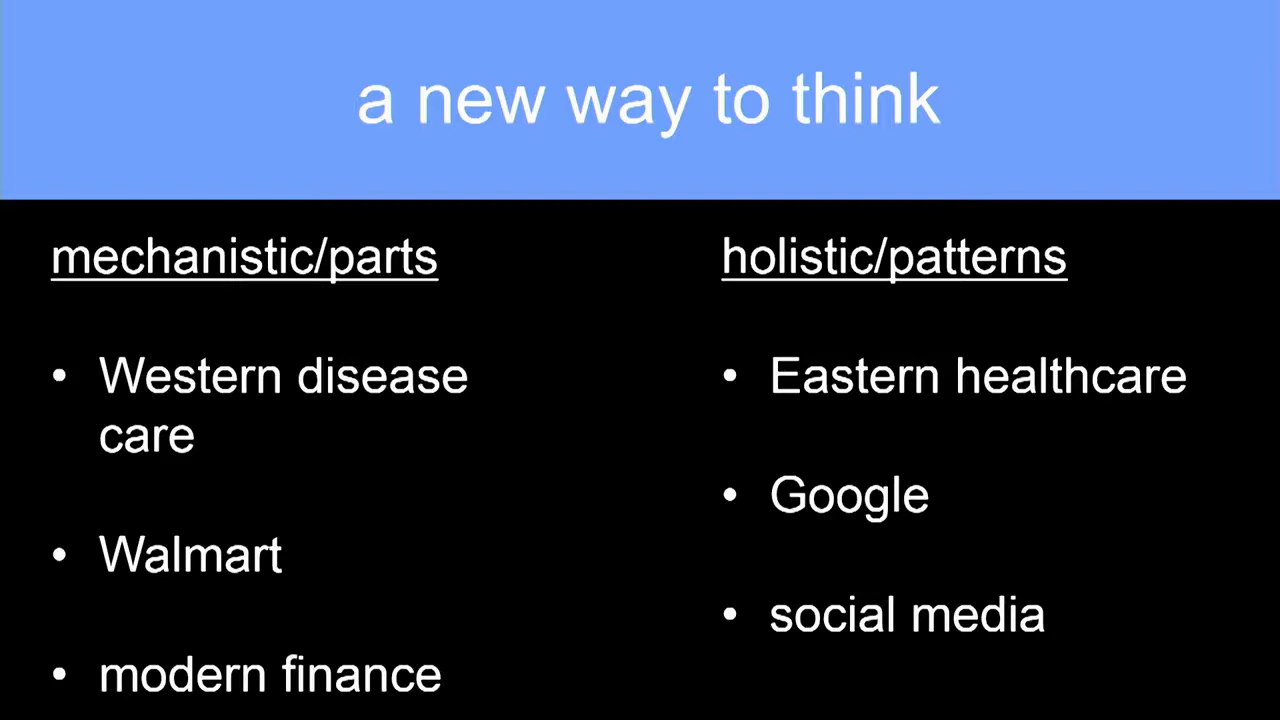 a new way to think
mechanistic/parts
• Western disease
care
• Walmart
• modern finance
holistic/patterns
• Eastern healthcare
• Google
• social media